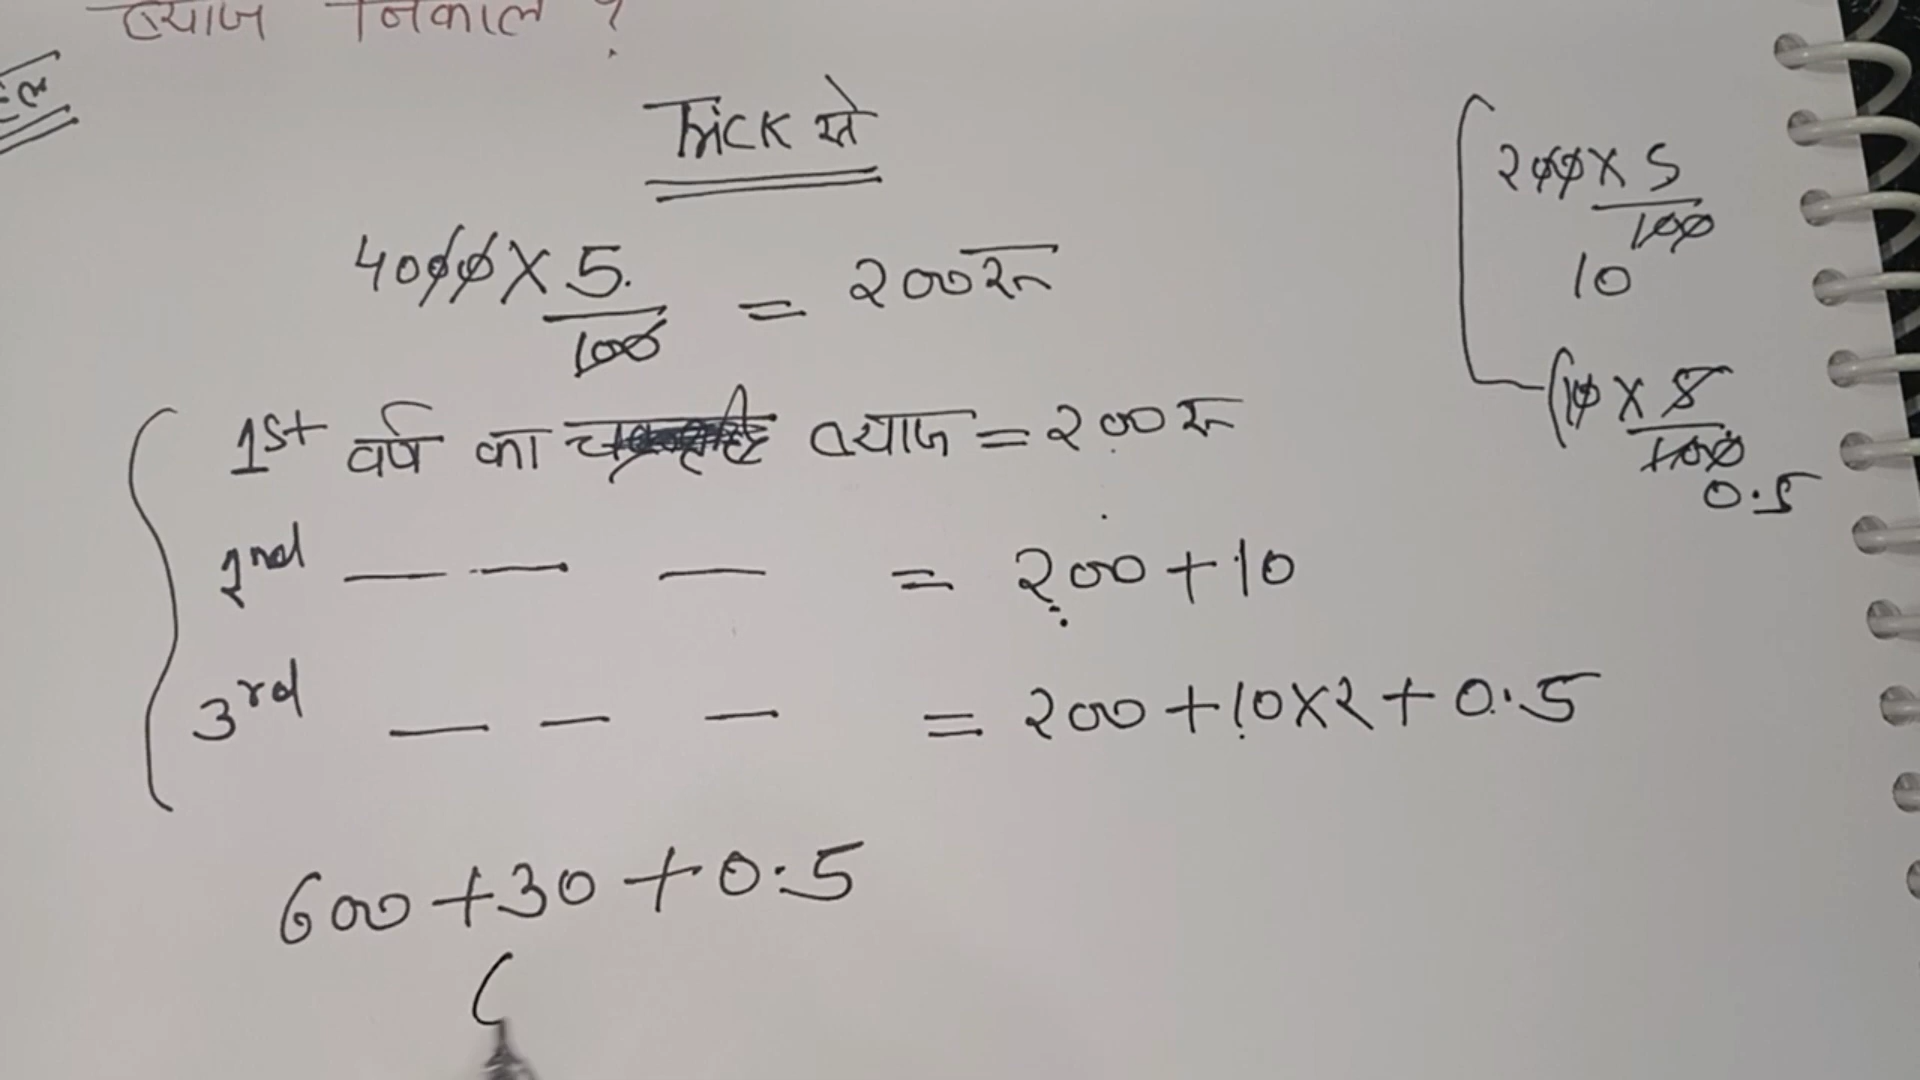 ब्याज निकाले ?
हल
Trick से
4000 × 5/100 = 200रु
1st वर्ष का ब्याज = 200रु
2nd — — — = 200 + 10
3rd — — — = 200 + 10×2 + 0.5
600 + 30 + 0.5
200 × 5/100
10
10 × 5/100
0.5